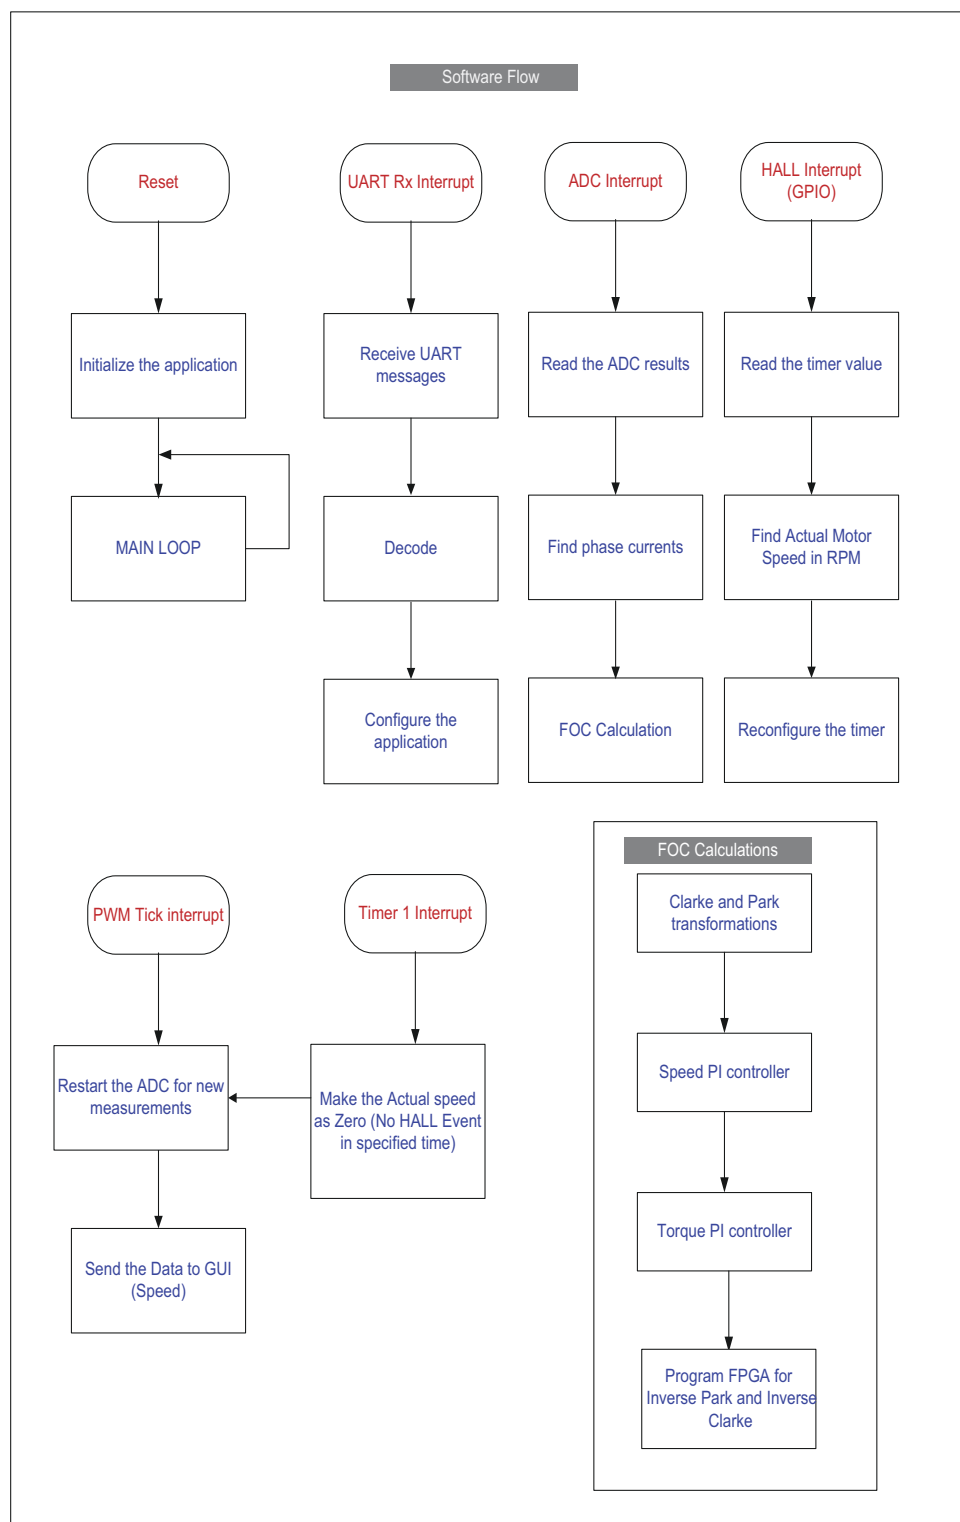 Software Flow
Reset
UART Rx Interrupt
ADC Interrupt
HALL Interrupt
(GPIO)
Initialize the application
Receive UART
messages
Read the ADC results
Read the timer value
MAIN LOOP
Decode
Find phase currents
Find Actual Motor
Speed in RPM
Configure the
application
FOC Calculation
Reconfigure the timer
PWM Tick interrupt
Timer 1 Interrupt
Restart the ADC for new
measurements
Make the Actual speed
as Zero (No HALL Event
in specified time)
Send the Data to GUI
(Speed)
FOC Calculations
Clarke and Park
transformations
Speed PI controller
Torque PI controller
Program FPGA for
Inverse Park and Inverse
Clarke